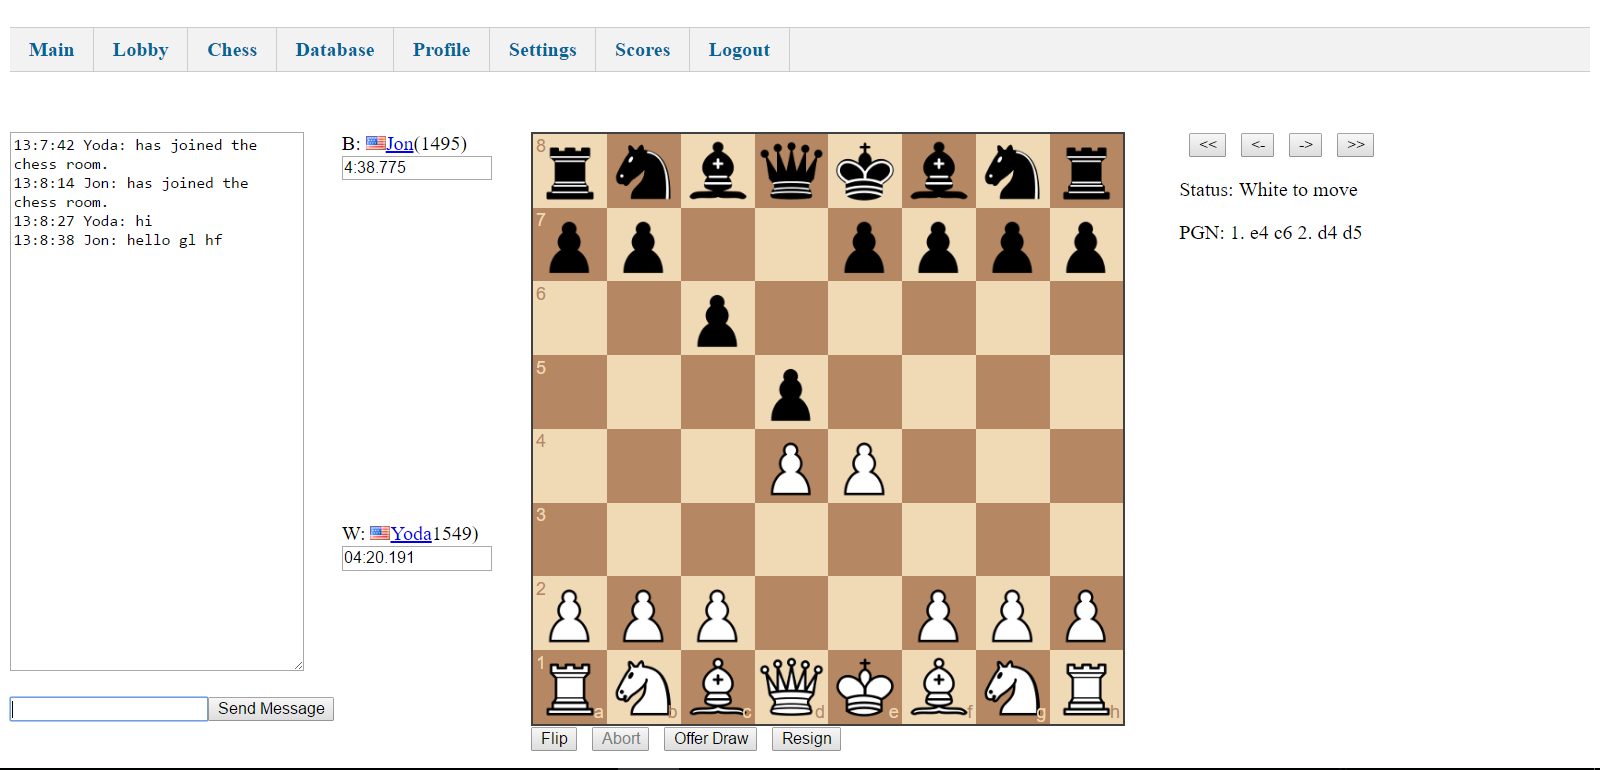 Main Lobby Chess Database Profile Settings Scores Logout
13:7:42 Yoda: has joined the
chess room.
13:8:14 Jon: has joined the
chess room.
13:8:27 Yoda: hi
13:8:38 Jon: hello gl hf
Send Message
B: Jon(1495)
4:38.775
W: Yoda1549)
04:20.191
8
7
6
5
4
3
2
1
a b c d e f g h
Flip Abort Offer Draw Resign
<< <- -> >>
Status: White to move
PGN: 1. e4 c6 2. d4 d5